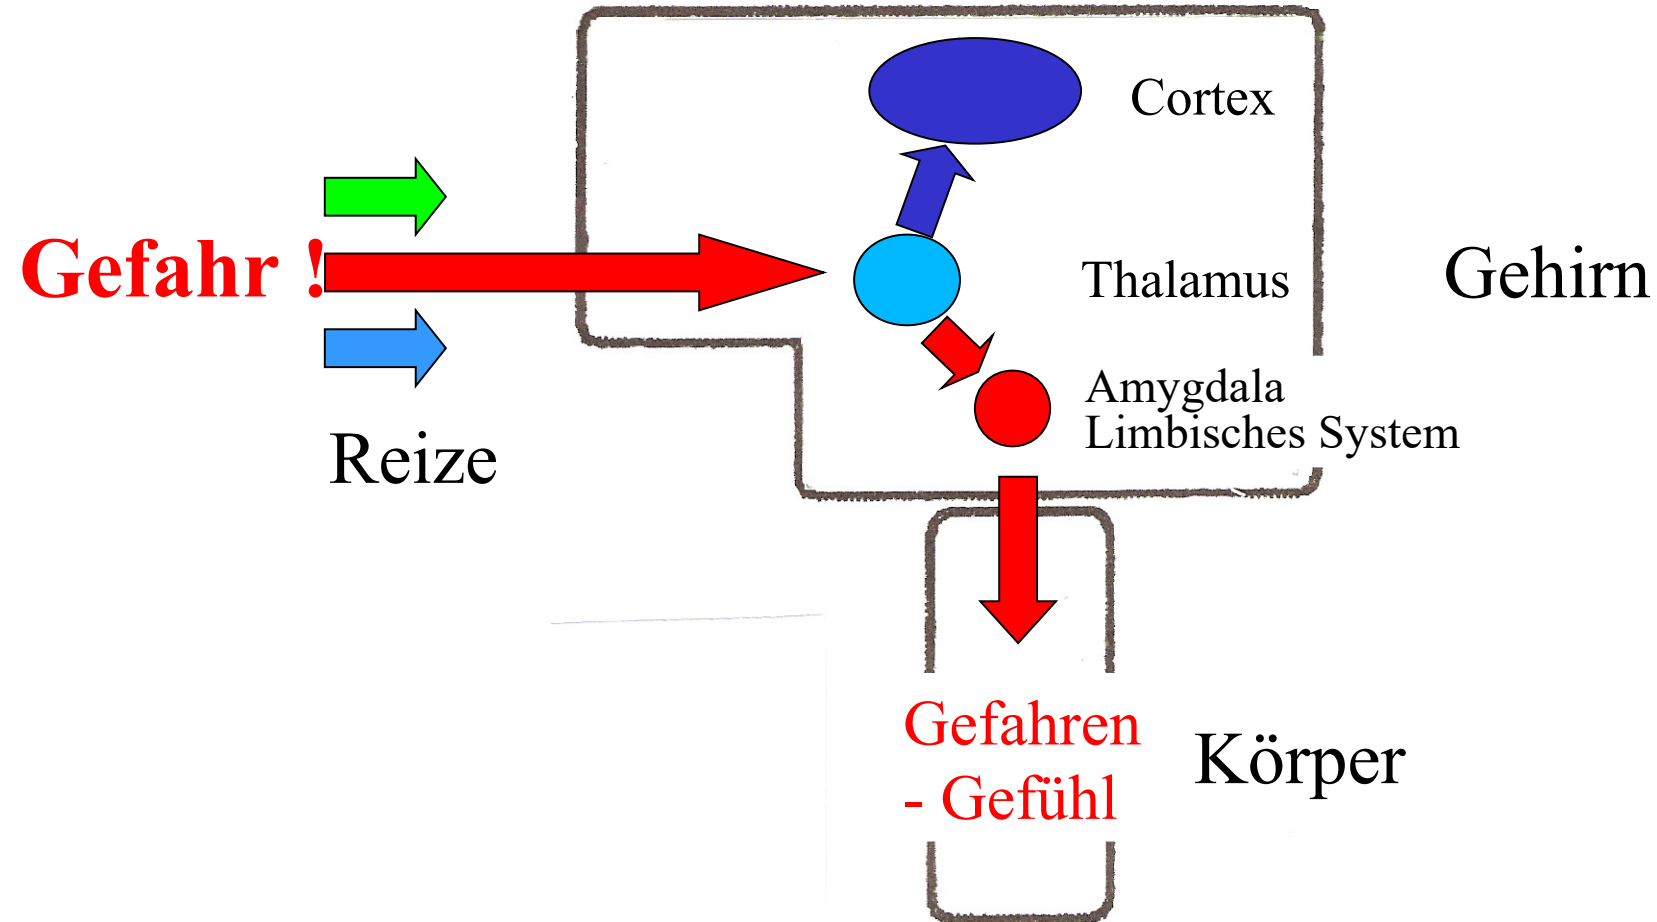 Cortex
Gefahr !
Thalamus
Gehirn
Amygdala
Limbisches System
Reize
Gefahren
- Gefühl
Körper